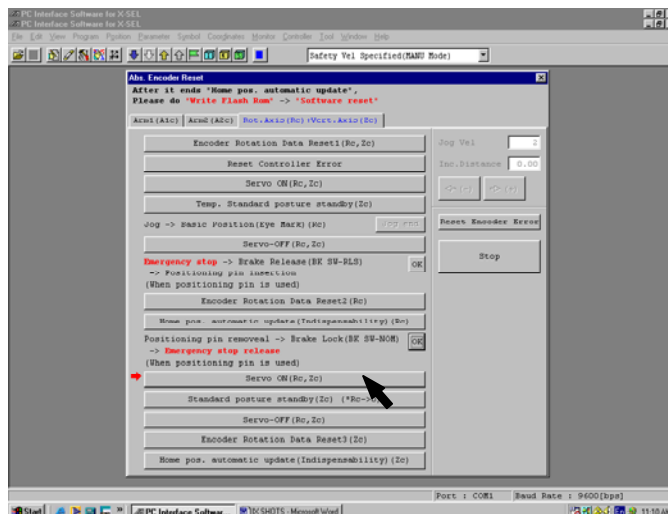 PC Interface Software for X-SEL
PC Interface Software for X-SEL
File Edit View Program Position Parameter Symbol Coordinates Monitor Controller Tool Window Help
Safety Vel Specified(MANU Mode)
Abs. Encoder Reset
After it ends "Home pos. automatic update",
Please do "Write Flash Rom" -> "Software reset"
Arm1(A1c) Arm2(A2c) Rot.Axis(Rc)+Vert.Axis(Zc)
Encoder Rotation Data Reset1(Rc,Zc)
Jog Vel 2
Reset Controller Error
Inc.Distance 0.00
Servo ON(Rc,Zc)
Temp. Standard posture standby(Zc)
Jog -> Basic Position(Eye Mark)(Rc) Jog end
Reset Encoder Error
Servo-OFF(Rc,Zc)
Stop
Emergency stop -> Brake Release(BK SW-RLS) OK
-> Positioning pin insertion
(When positioning pin is used)
Encoder Rotation Data Reset2(Rc)
Home pos. automatic update(Indispensability)(Rc)
Positioning pin removeal -> Brake Lock(BK SW-NOM) OK
-> Emergency stop release
(When positioning pin is used)
Servo ON(Rc,Zc)
Standard posture standby(Zc) (*Rc->
Servo-OFF(Rc,Zc)
Encoder Rotation Data Reset3(Zc)
Home pos. automatic update(Indispensability)(Zc)
Port : COM1 Baud Rate : 9600[bps]
Start PC Interface Softwar... IX SHOTS - Microsoft Word 11:10 AM